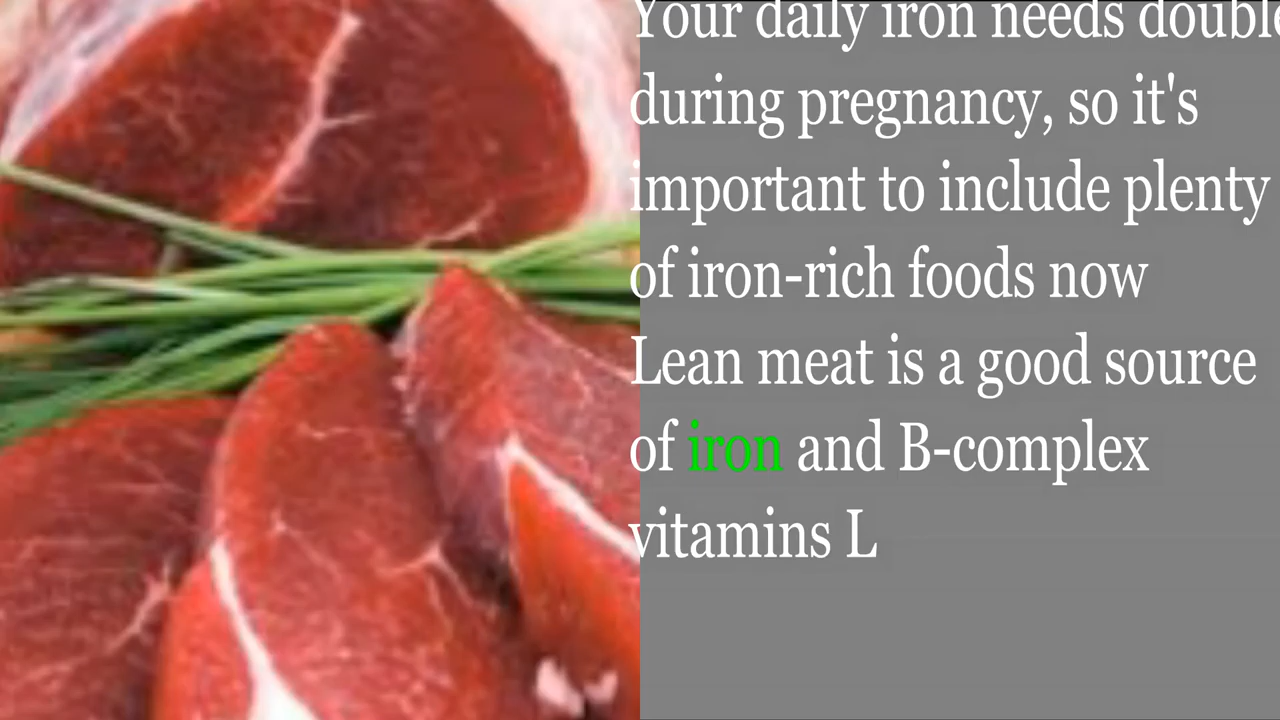 Your daily iron needs double
during pregnancy, so it's
important to include plenty
of iron-rich foods now
Lean meat is a good source
of iron and B-complex
vitamins L